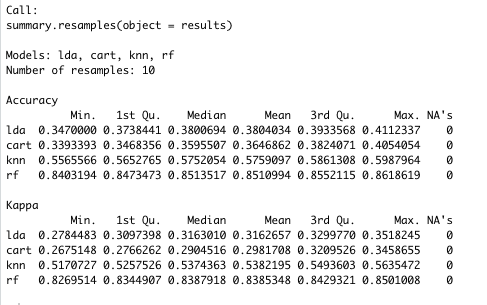 Call:
summary.resamples(object = results)
Models: lda, cart, knn, rf
Number of resamples: 10
Accuracy
Min. 1st Qu. Median Mean 3rd Qu. Max. NA's
lda 0.3470000 0.3738441 0.3800694 0.3804034 0.3933568 0.4112337 0
cart 0.3393393 0.3468356 0.3595507 0.3646862 0.3824071 0.4054054 0
knn 0.5565566 0.5652765 0.5752054 0.5759097 0.5861308 0.5987964 0
rf 0.8403194 0.8473473 0.8513517 0.8510994 0.8552115 0.8618619 0
Kappa
Min. 1st Qu. Median Mean 3rd Qu. Max. NA's
lda 0.2784483 0.3097398 0.3163010 0.3162657 0.3299770 0.3518245 0
cart 0.2675148 0.2766262 0.2904516 0.2981708 0.3209526 0.3458655 0
knn 0.5170727 0.5257526 0.5374363 0.5382195 0.5493603 0.5635472 0
rf 0.8269514 0.8344907 0.8387918 0.8385348 0.8429321 0.8501008 0